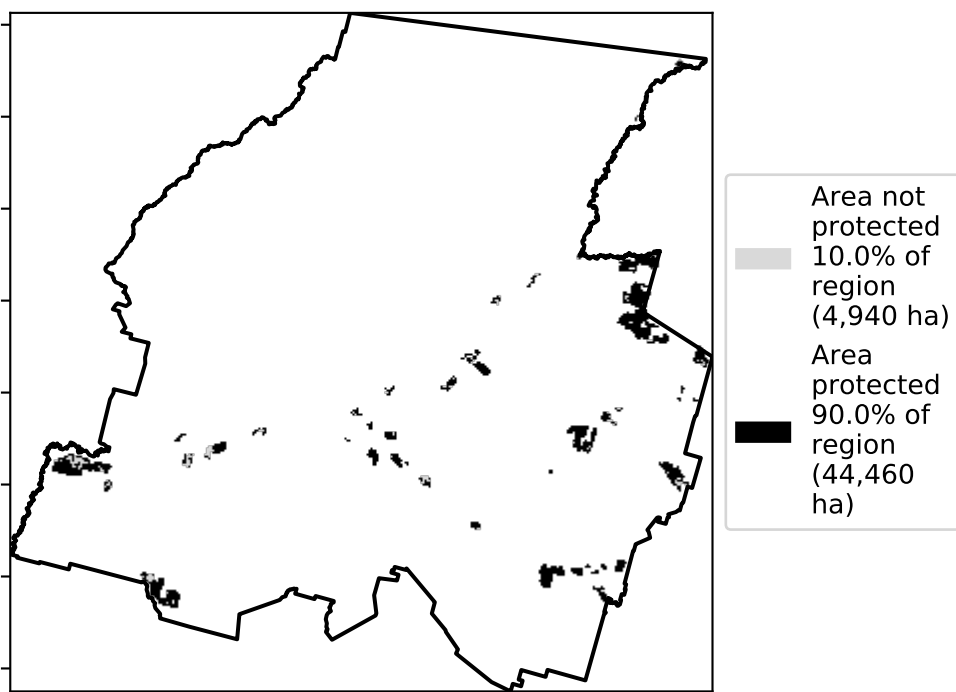 Area not
protected
10.0% of
region
(4,940 ha)
Area
protected
90.0% of
region
(44,460
ha)